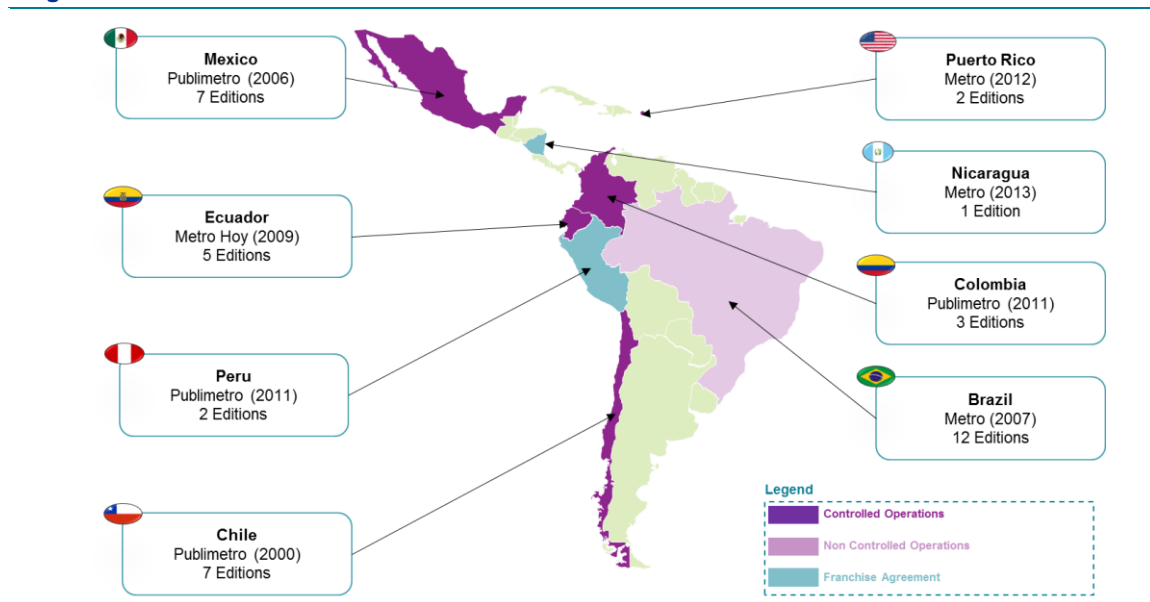 Mexico
Publimetro (2006)
7 Editions
Puerto Rico
Metro (2012)
2 Editions
Nicaragua
Metro (2013)
1 Edition
Ecuador
Metro Hoy (2009)
5 Editions
Colombia
Publimetro (2011)
3 Editions
Peru
Publimetro (2011)
2 Editions
Brazil
Metro (2007)
12 Editions
Chile
Publimetro (2000)
7 Editions
Legend
Controlled Operations
Non Controlled Operations
Franchise Agreement